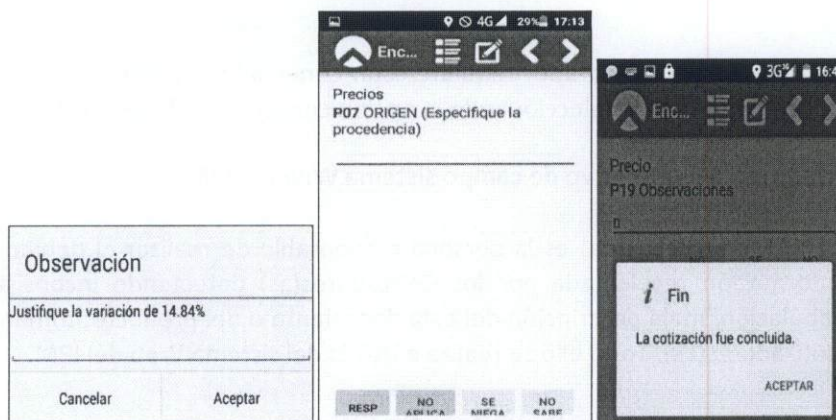 Observación
Justifique la variación de 14.84%
Cancelar Aceptar
4G 29% 17:13
Enc...
Precios
P07 ORIGEN (Especifique la
procedencia)
RESP NO APLICA SE NIEGA NO SABE
3G 16:4
Enc...
Precio
P19 Observaciones
i Fin
La cotización fue concluida.
ACEPTAR